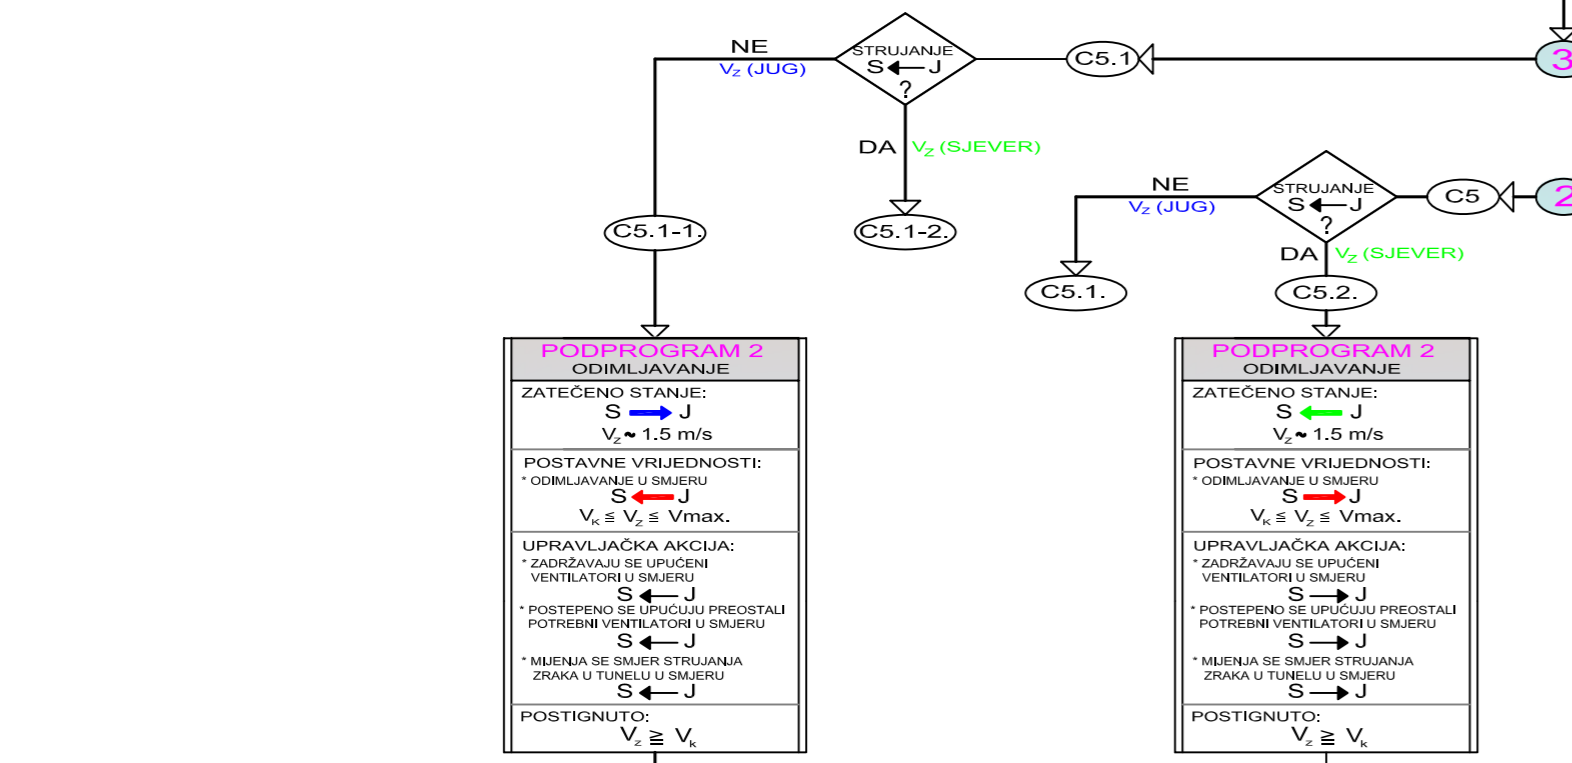 STRUJANJE
S J
?
NE
Vz (JUG)
DA
Vz (SJEVER)
C5.1
3
C5.1-1.
C5.1-2.
STRUJANJE
S J
?
NE
Vz (JUG)
DA
Vz (SJEVER)
C5
2
C5.1.
C5.2.
PODPROGRAM 2
ODIMLJAVANJE
ZATEČENO STANJE:
S J
Vz ~ 1.5 m/s
POSTAVNE VRIJEDNOSTI:
* ODIMLJAVANJE U SMJERU
S J
VK ≦ VZ ≦ Vmax.
UPRAVLJAČKA AKCIJA:
* ZADRŽAVAJU SE UPUĆENI
VENTILATORI U SMJERU
S J
* POSTEPENO SE UPUĆUJU PREOSTALI
POTREBNI VENTILATORI U SMJERU
S J
* MIJENJA SE SMJER STRUJANJA
ZRAKA U TUNELU U SMJERU
S J
POSTIGNUTO:
Vz ≧ Vk
PODPROGRAM 2
ODIMLJAVANJE
ZATEČENO STANJE:
S J
Vz ~ 1.5 m/s
POSTAVNE VRIJEDNOSTI:
* ODIMLJAVANJE U SMJERU
S J
VK ≦ VZ ≦ Vmax.
UPRAVLJAČKA AKCIJA:
* ZADRŽAVAJU SE UPUĆENI
VENTILATORI U SMJERU
S J
* POSTEPENO SE UPUĆUJU PREOSTALI
POTREBNI VENTILATORI U SMJERU
S J
* MIJENJA SE SMJER STRUJANJA
ZRAKA U TUNELU U SMJERU
S J
POSTIGNUTO:
Vz ≧ Vk